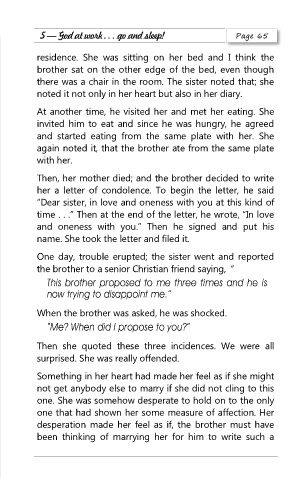 5 — God at work . . . go and sleep!
Page 65
residence. She was sitting on her bed and I think the
brother sat on the other edge of the bed, even though
there was a chair in the room. The sister noted that; she
noted it not only in her heart but also in her diary.
At another time, he visited her and met her eating. She
invited him to eat and since he was hungry, he agreed
and started eating from the same plate with her. She
again noted it, that the brother ate from the same plate
with her.
Then, her mother died; and the brother decided to write
her a letter of condolence. To begin the letter, he said
"Dear sister, in love and oneness with you at this kind of
time . . ." Then at the end of the letter, he wrote, "In love
and oneness with you." Then he signed and put his
name. She took the letter and filed it.
One day, trouble erupted; the sister went and reported
the brother to a senior Christian friend saying, "
This brother proposed to me three times and he is
now trying to disappoint me."
When the brother was asked, he was shocked.
"Me? When did I propose to you?"
Then she quoted these three incidences. We were all
surprised. She was really offended.
Something in her heart had made her feel as if she might
not get anybody else to marry if she did not cling to this
one. She was somehow desperate to hold on to the only
one that had shown her some measure of affection. Her
desperation made her feel as if, the brother must have
been thinking of marrying her for him to write such a